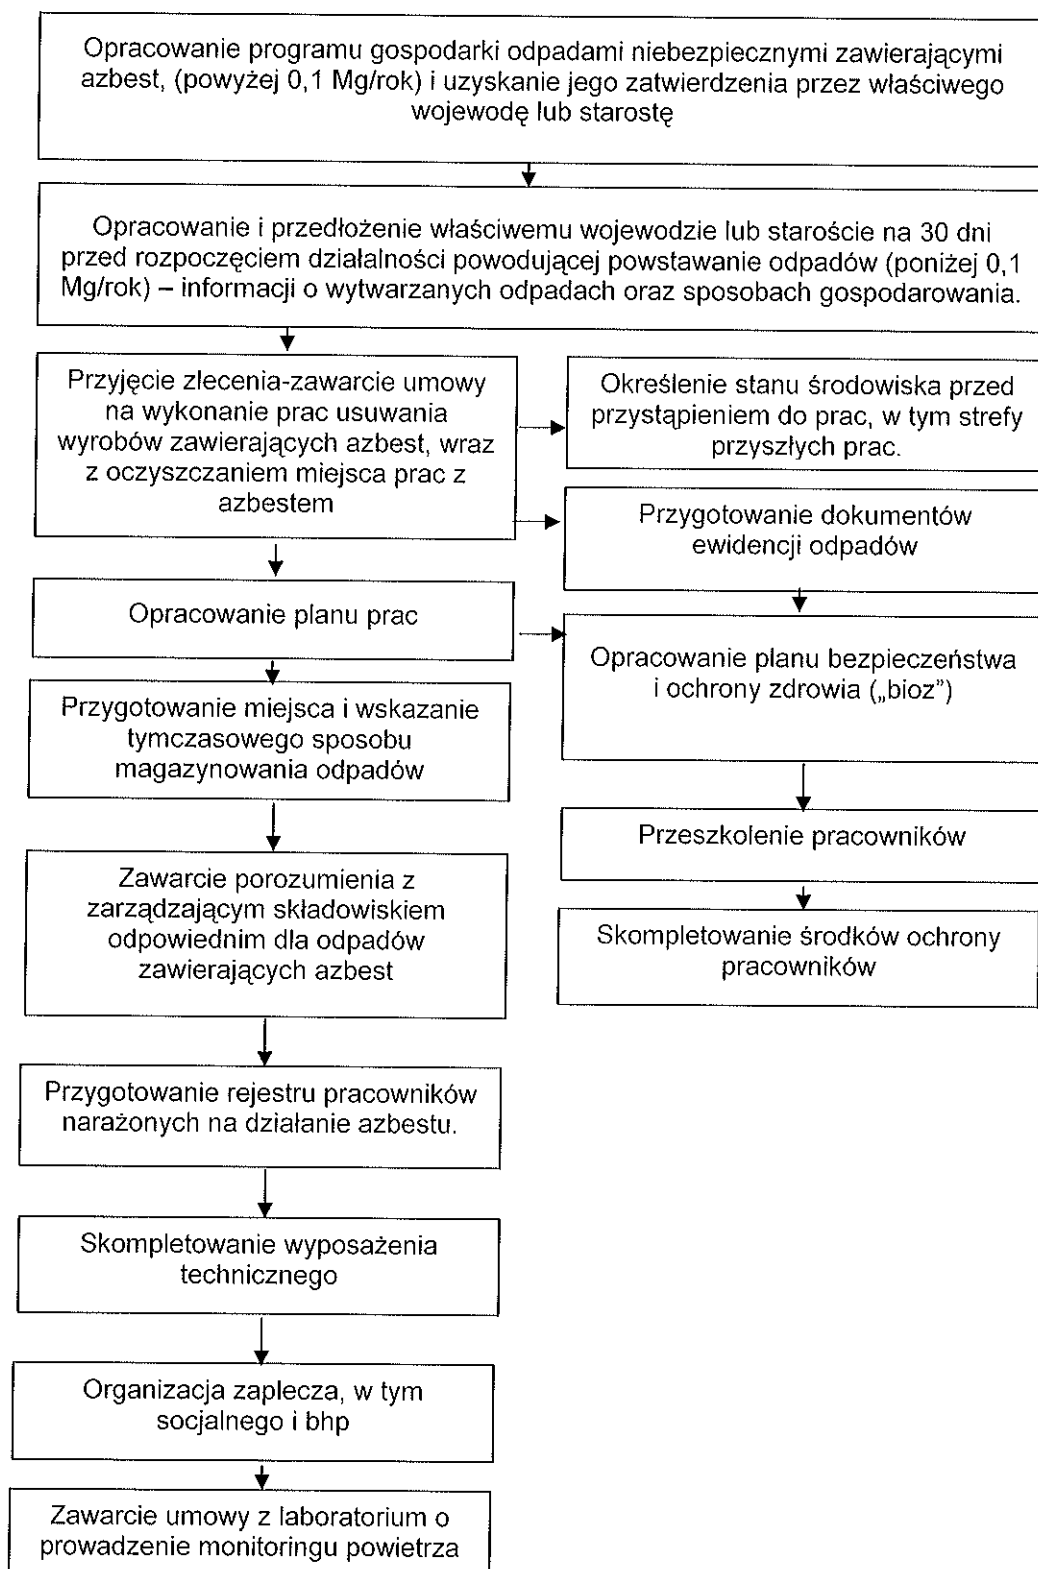 Opracowanie programu gospodarki odpadami niebezpiecznymi zawierającymi
azbest, (powyżej 0,1 Mg/rok) i uzyskanie jego zatwierdzenia przez właściwego
wojewodę lub starostę
Opracowanie i przedłożenie właściwemu wojewodzie lub staroście na 30 dni
przed rozpoczęciem działalności powodującej powstawanie odpadów (poniżej 0,1
Mg/rok) – informacji o wytwarzanych odpadach oraz sposobach gospodarowania.
Przyjęcie zlecenia-zawarcie umowy
na wykonanie prac usuwania
wyrobów zawierających azbest, wraz
z oczyszczaniem miejsca prac z
azbestem
Określenie stanu środowiska przed
przystąpieniem do prac, w tym strefy
przyszłych prac.
Przygotowanie dokumentów
ewidencji odpadów
Opracowanie planu prac
Opracowanie planu bezpieczeństwa
i ochrony zdrowia („bioz”)
Przygotowanie miejsca i wskazanie
tymczasowego sposobu
magazynowania odpadów
Przeszkolenie pracowników
Zawarcie porozumienia z
zarządzającym składowiskiem
odpowiednim dla odpadów
zawierających azbest
Skompletowanie środków ochrony
pracowników
Przygotowanie rejestru pracowników
narażonych na działanie azbestu.
Skompletowanie wyposażenia
technicznego
Organizacja zaplecza, w tym
socjalnego i bhp
Zawarcie umowy z laboratorium o
prowadzenie monitoringu powietrza